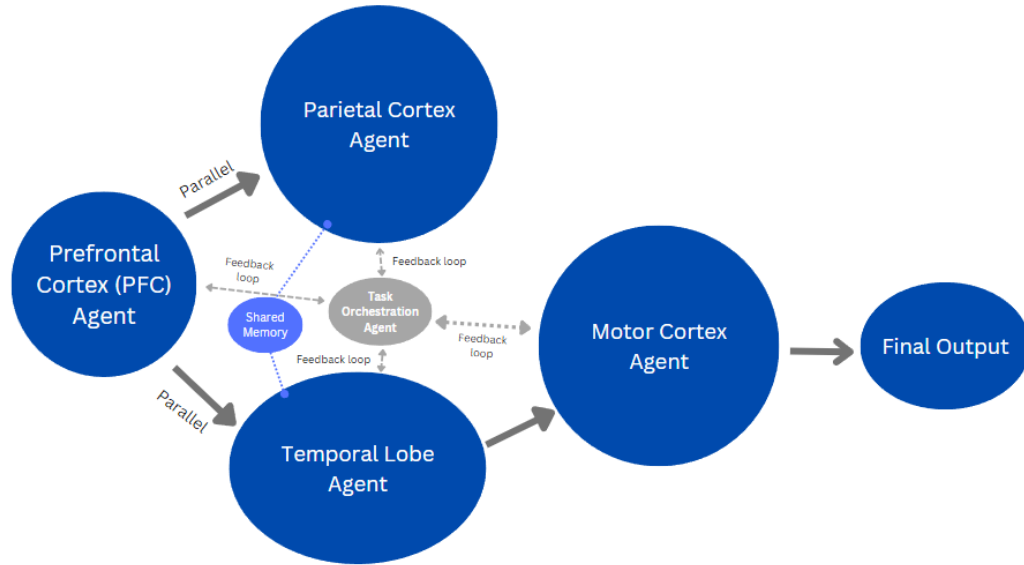 Parietal Cortex
Agent
Parallel
Prefrontal
Cortex (PFC)
Agent
Feedback
loop
Feedback loop
Task
Orchestration
Agent
Shared
Memory
Feedback
loop
Motor Cortex
Agent
Final Output
Feedback loop
Parallel
Temporal Lobe
Agent